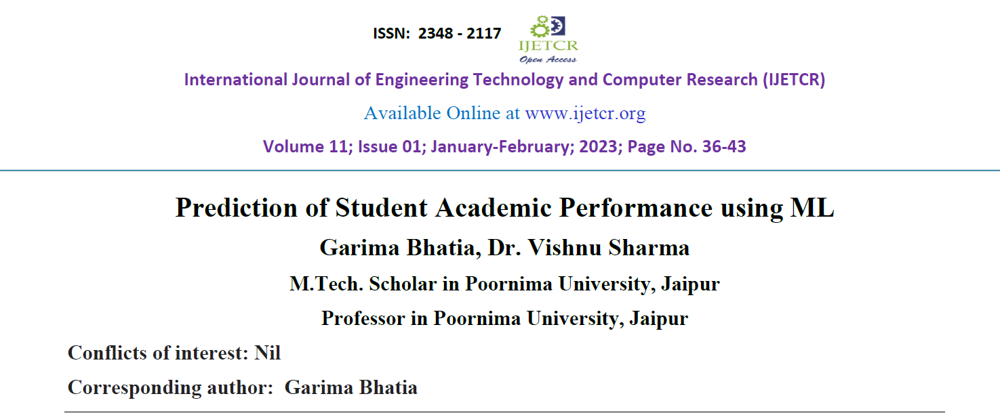 ISSN: 2348 - 2117
IJETCR
Open Access
International Journal of Engineering Technology and Computer Research (IJETCR)
Available Online at www.ijetcr.org
Volume 11; Issue 01; January-February; 2023; Page No. 36-43
Prediction of Student Academic Performance using ML
Garima Bhatia, Dr. Vishnu Sharma
M.Tech. Scholar in Poornima University, Jaipur
Professor in Poornima University, Jaipur
Conflicts of interest: Nil
Corresponding author: Garima Bhatia